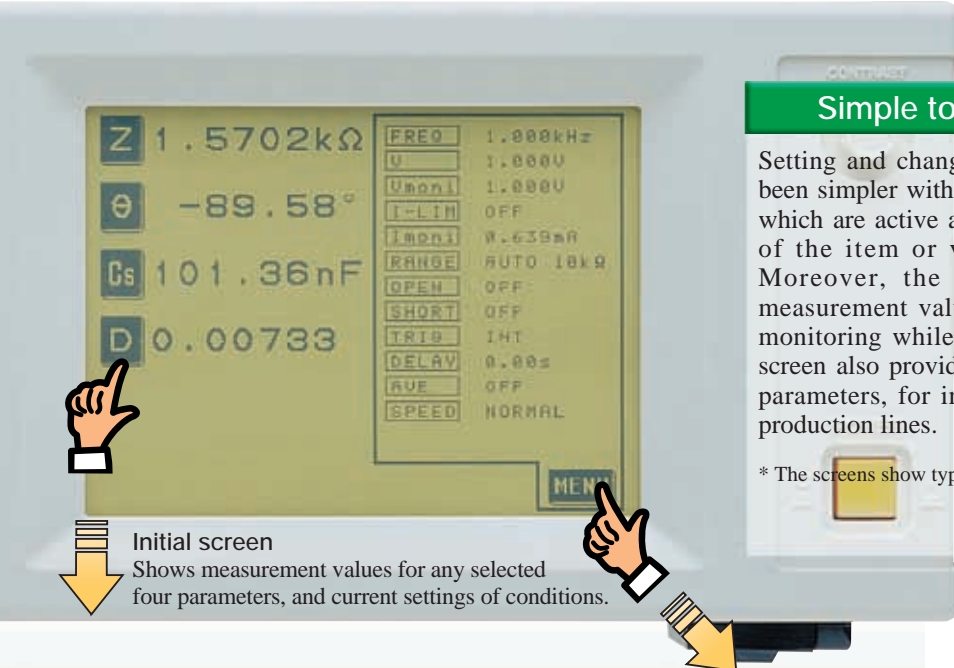 CONTRAST
Z 1.5702kΩ
θ -89.58°
Cs 101.36nF
D 0.00733
FREQ 1.000kHz
V 1.000V
Vmoni 1.000V
I-LIM OFF
Imoni 0.639mA
RANGE AUTO 10kΩ
OPEN OFF
SHORT OFF
TRIG INT
DELAY 0.00s
AVE OFF
SPEED NORMAL
MENU
Initial screen
Shows measurement values for any selected
four parameters, and current settings of conditions.
Simple to
Setting and chang
been simpler with
which are active a
of the item or v
Moreover, the
measurement val
monitoring while
screen also provid
parameters, for in
production lines.
* The screens show typ